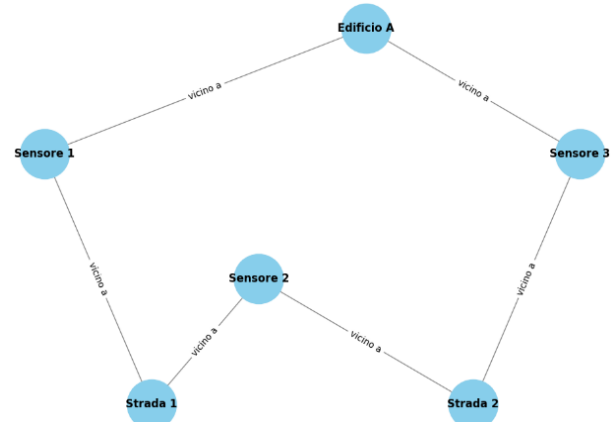 Edificio A
vicino a
vicino a
Sensore 1
Sensore 3
vicino a
Sensore 2
vicino a
vicino a
vicino a
Strada 1
Strada 2